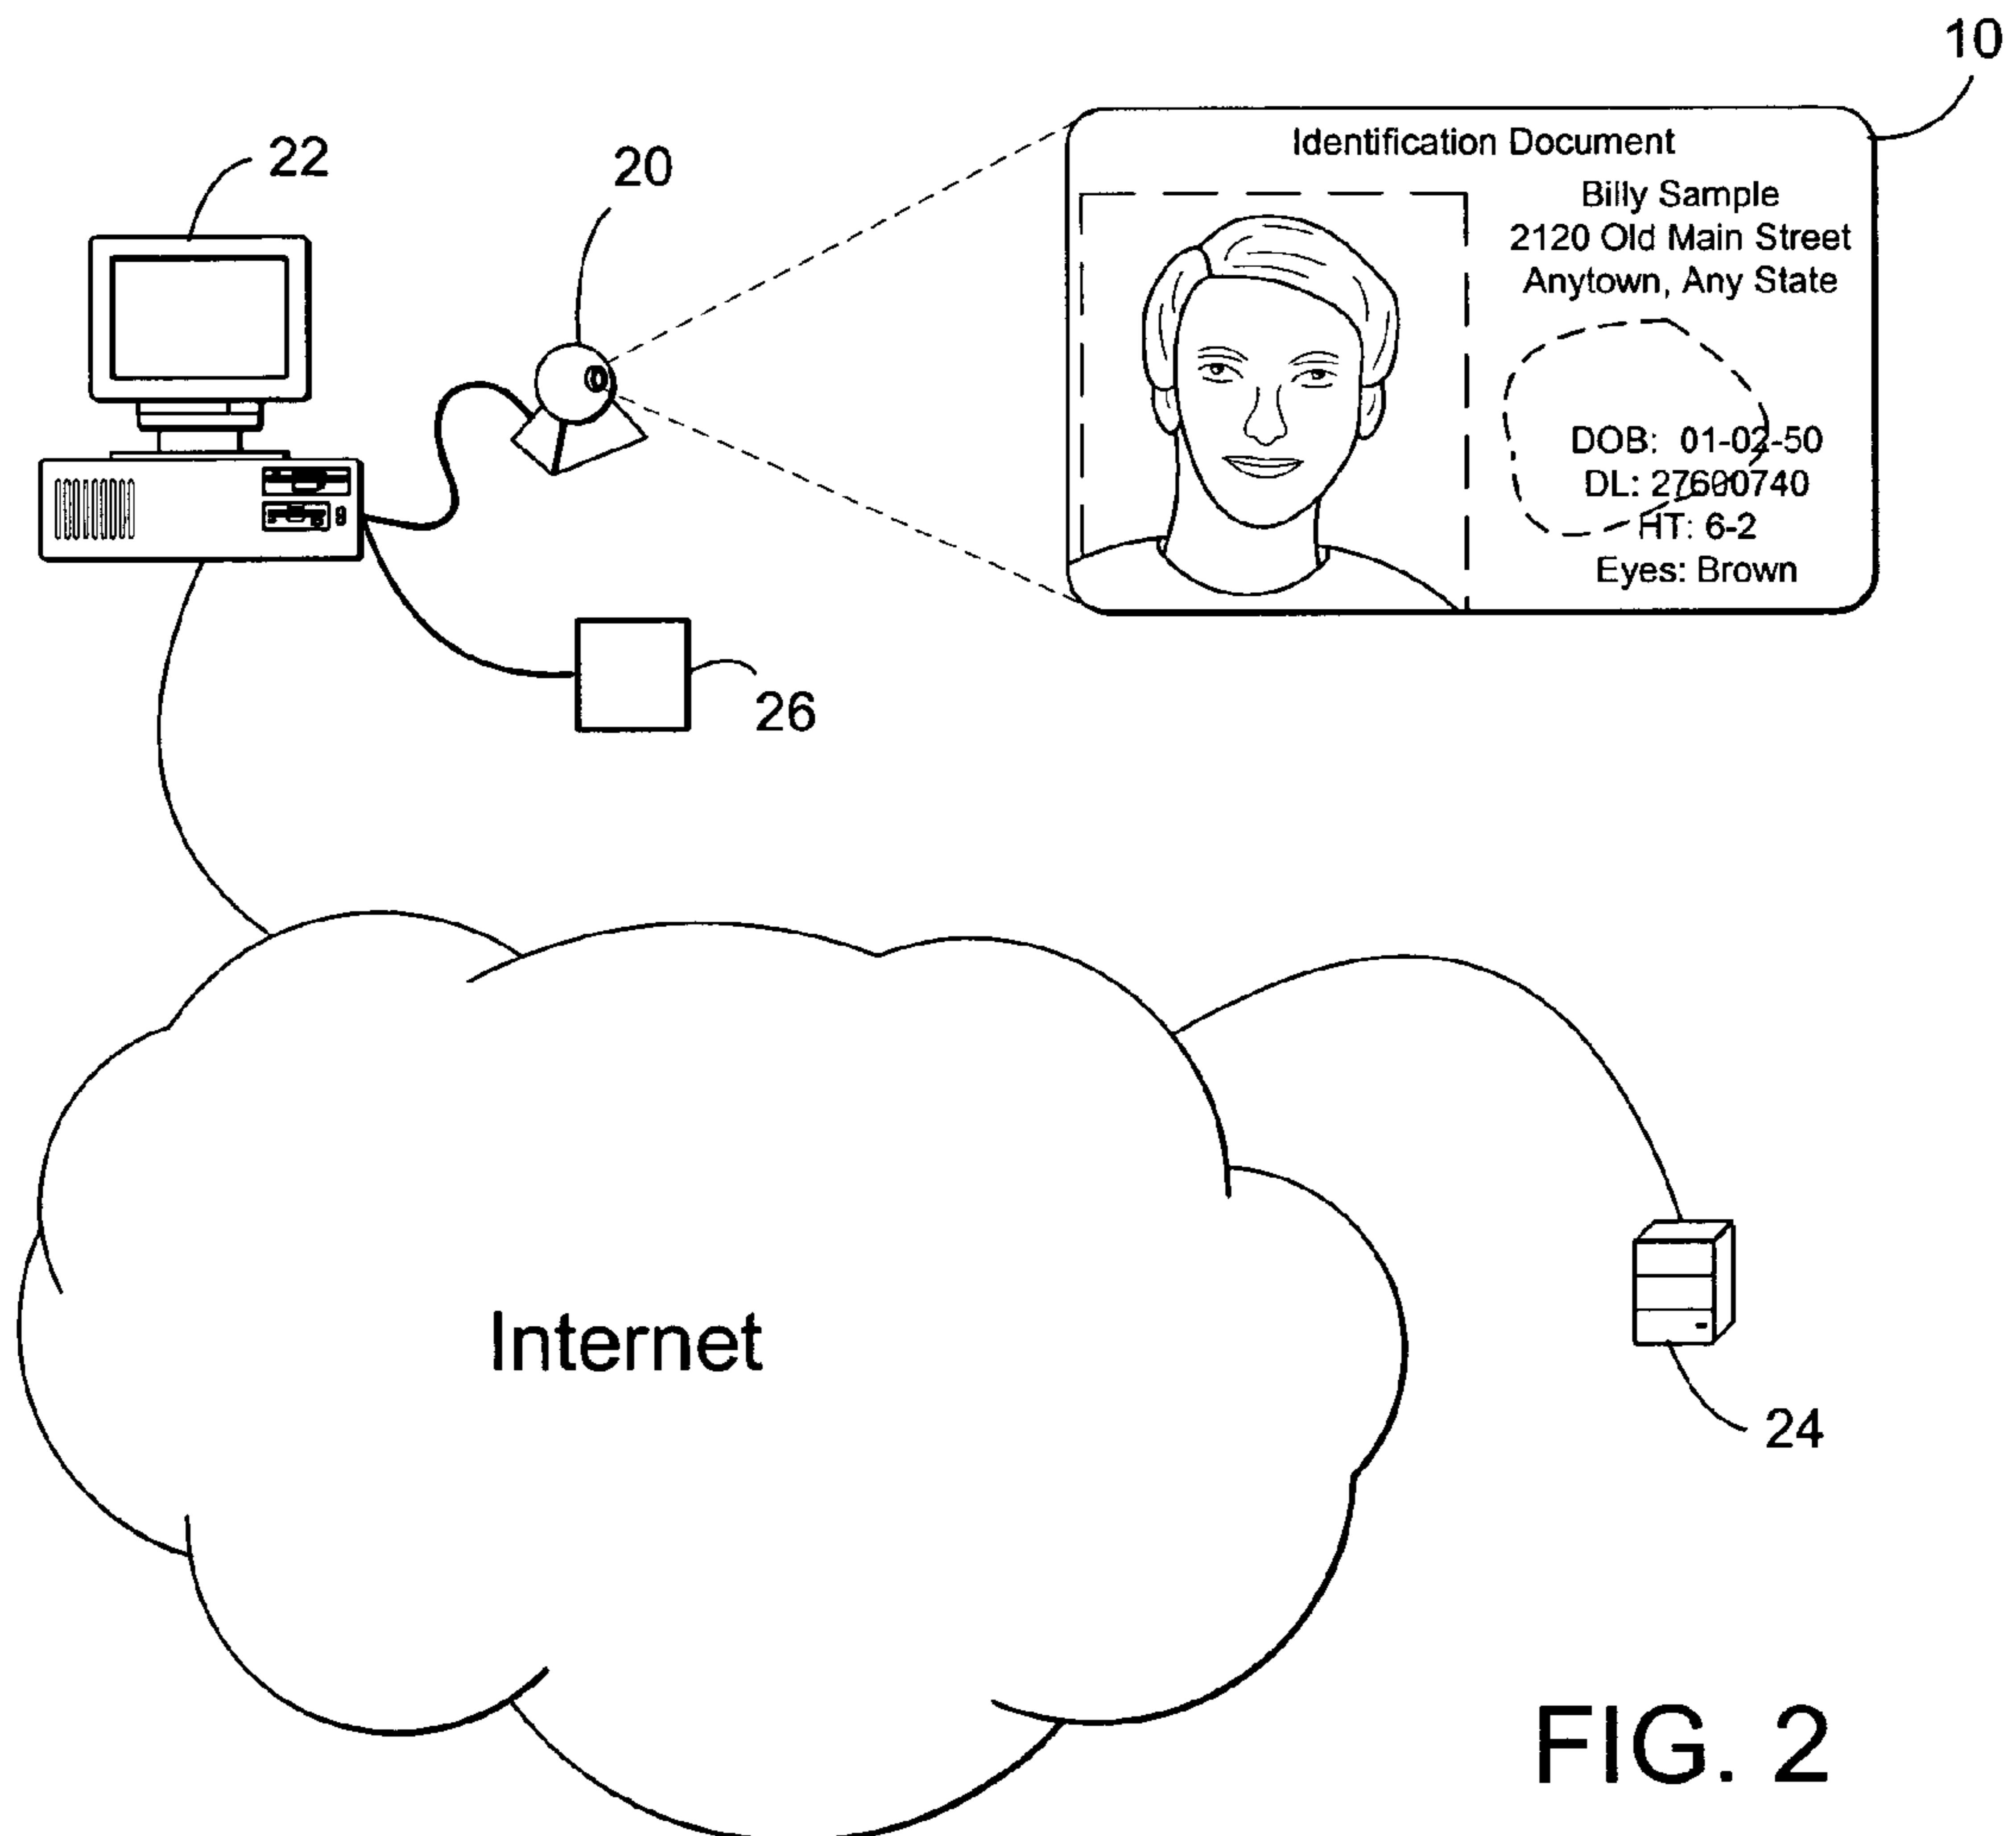 10
22
20
Identification Document
Billy Sample
2120 Old Main Street
Anytown, Any State
DOB: 01-02-50
DL: 27600740
HT: 6-2
Eyes: Brown
26
Internet
24
FIG. 2